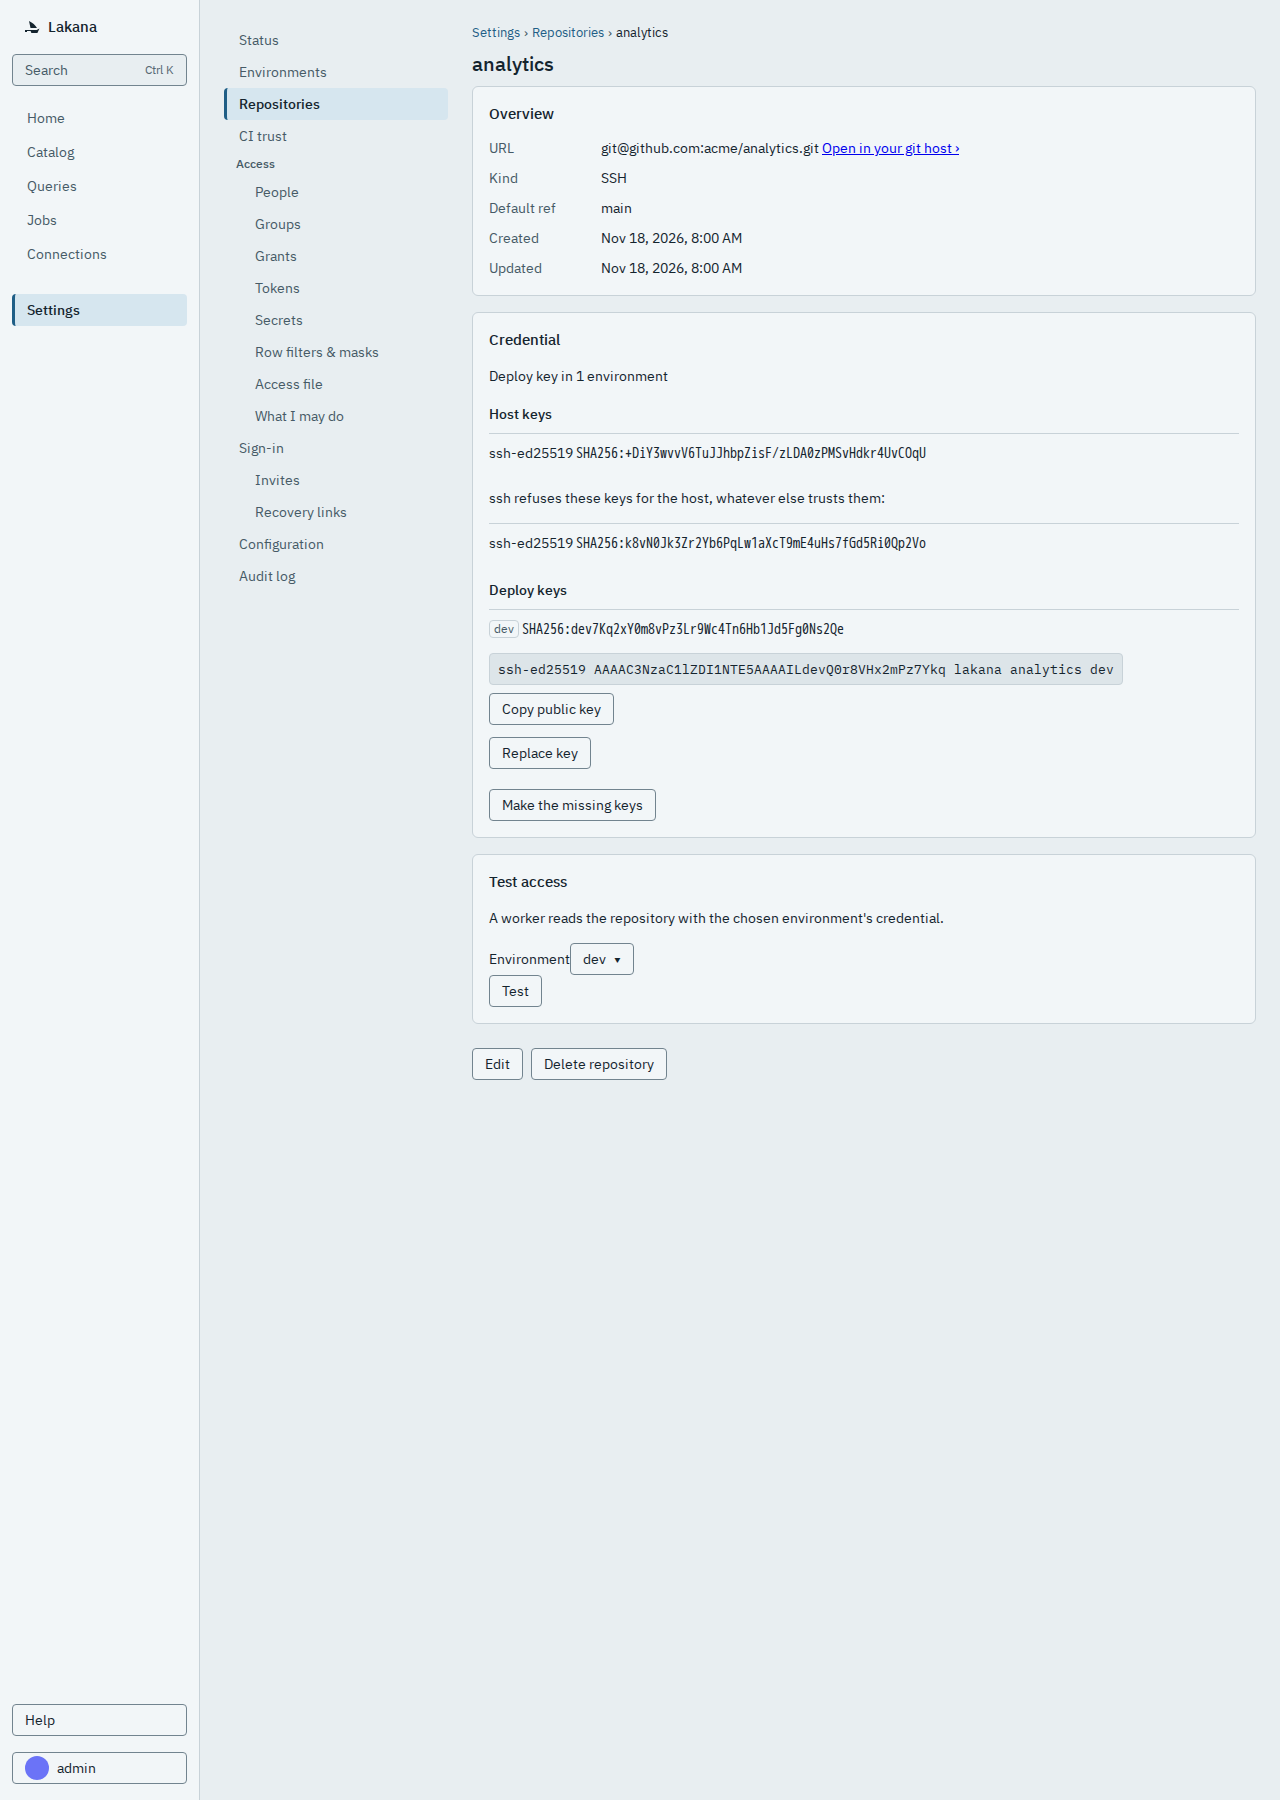 Lakana
Search Ctrl K
Home
Catalog
Queries
Jobs
Connections
Settings
Help
admin
Status
Environments
Repositories
CI trust
Access
People
Groups
Grants
Tokens
Secrets
Row filters & masks
Access file
What I may do
Sign-in
Invites
Recovery links
Configuration
Audit log
Settings › Repositories › analytics
analytics
Overview
URL git@github.com:acme/analytics.git Open in your git host ›
Kind SSH
Default ref main
Created Nov 18, 2026, 8:00 AM
Updated Nov 18, 2026, 8:00 AM
Credential
Deploy key in 1 environment
Host keys
ssh-ed25519 SHA256:+DiY3wvvV6TuJJhbpZisF/zLDA0zPMSvHdkr4UvCOqU
ssh refuses these keys for the host, whatever else trusts them:
ssh-ed25519 SHA256:k8vN0Jk3Zr2Yb6PqLw1aXcT9mE4uHs7fGd5Ri0Qp2Vo
Deploy keys
dev SHA256:dev7Kq2xY0m8vPz3Lr9Wc4Tn6Hb1Jd5Fg0Ns2Qe
ssh-ed25519 AAAAC3NzaC1lZDI1NTE5AAAAILdevQ0r8VHx2mPz7Ykq lakana analytics dev
Copy public key
Replace key
Make the missing keys
Test access
A worker reads the repository with the chosen environment's credential.
Environment dev
Test
Edit Delete repository